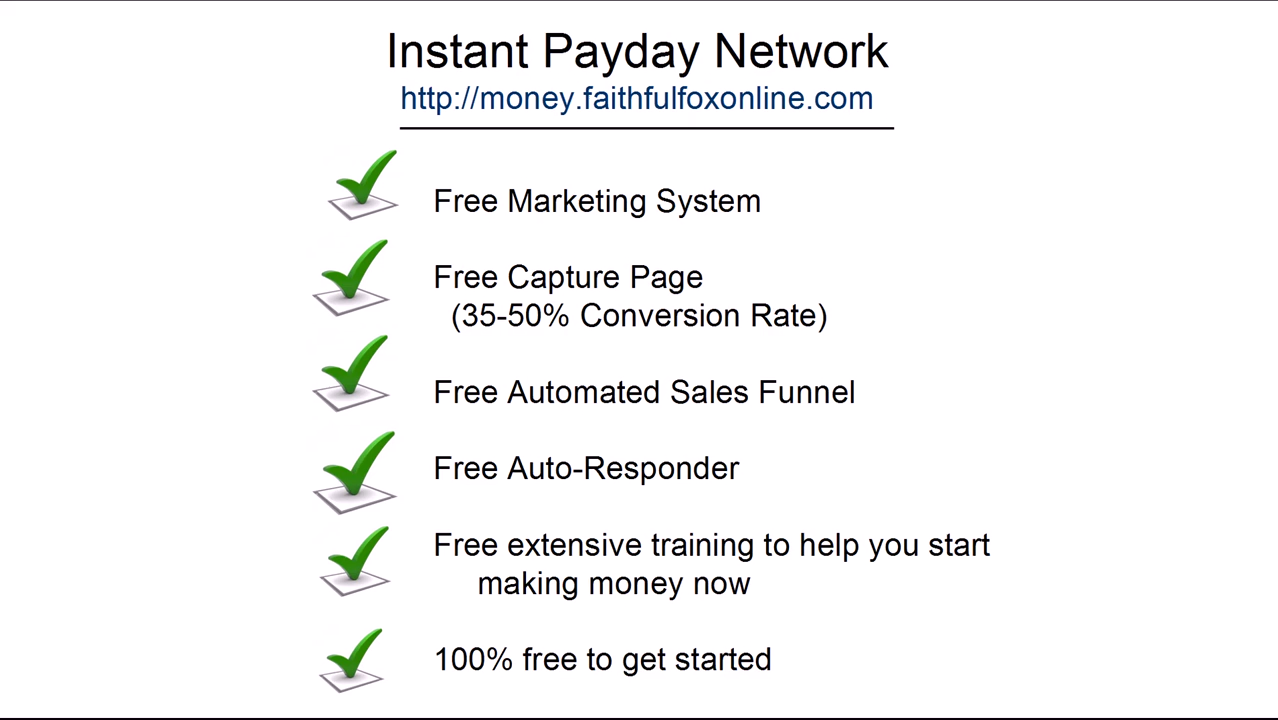 Instant Payday Network
http://money.faithfulfoxonline.com
Free Marketing System
Free Capture Page
(35-50% Conversion Rate)
Free Automated Sales Funnel
Free Auto-Responder
Free extensive training to help you start
making money now
100% free to get started